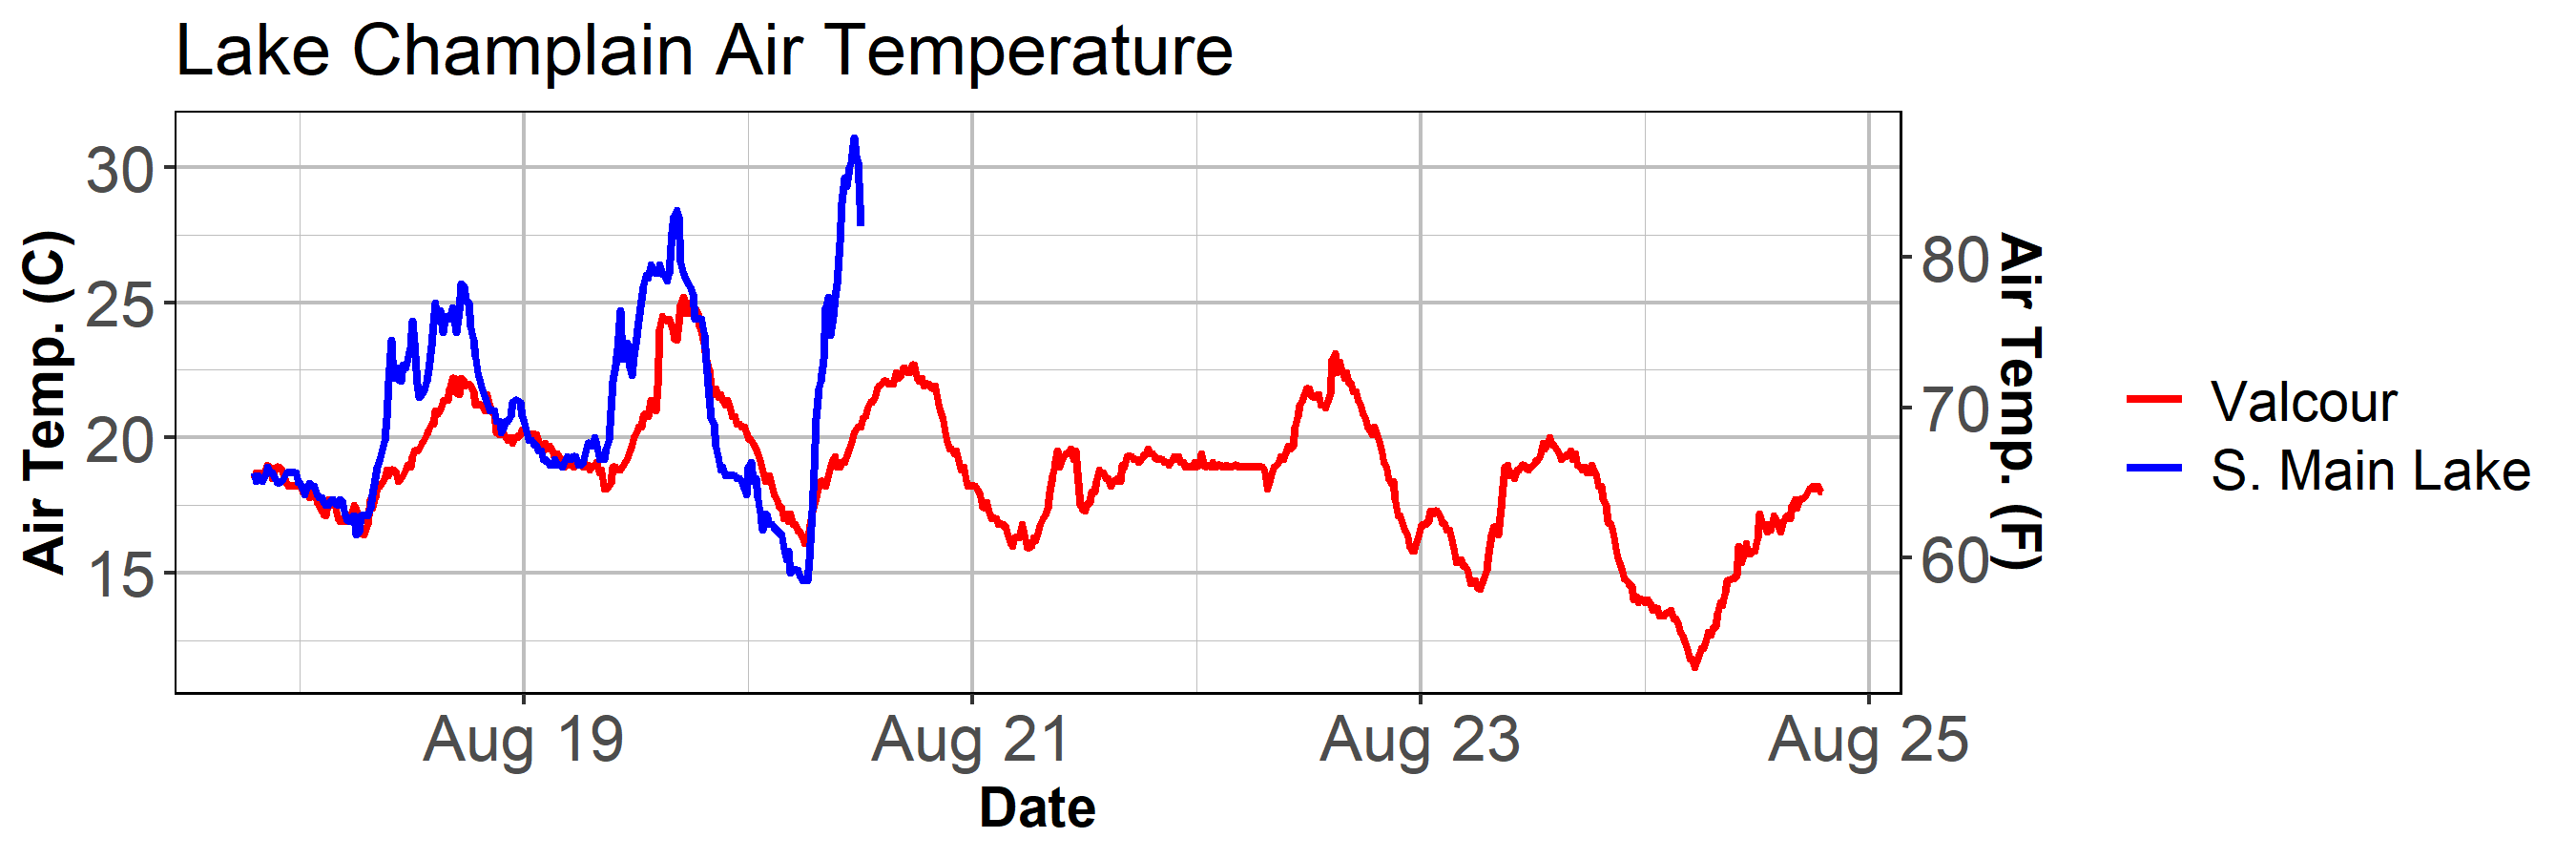 Lake Champlain Air Temperature
Air Temp. (C)
30
25
20
15
80
70
60
Air Temp. (F)
Valcour
S. Main Lake
Aug 19
Aug 21
Aug 23
Aug 25
Date